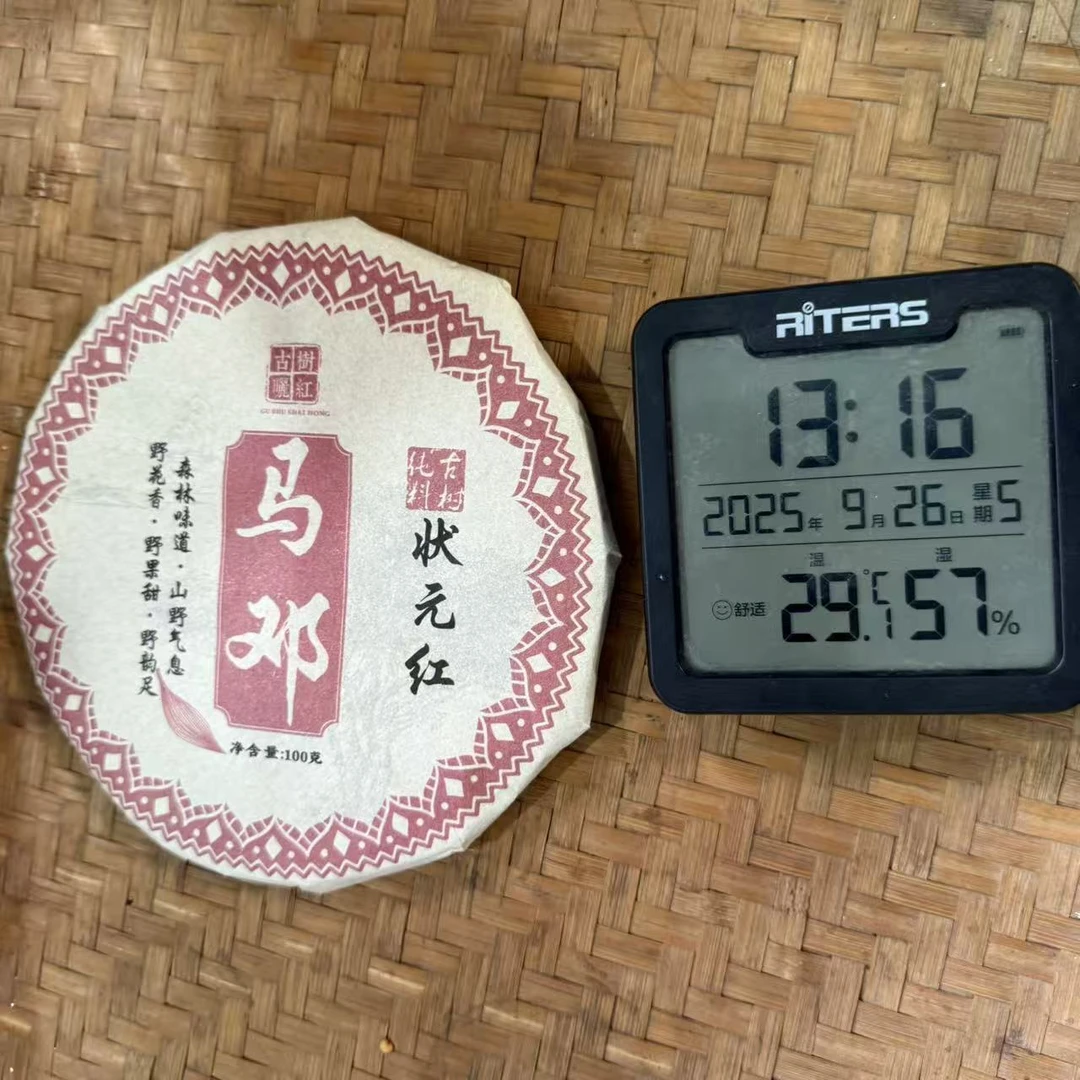 古樹
曬紅
GU SHU SHAI HONG
马邓
古树
纯料
状元红
森林味道·山野气息
野花香·野果甜·野韵足
净含量:100克
RITERS
13:16
2025年 9月26日 星期5
温 湿
舒适 29.1℃ 57%